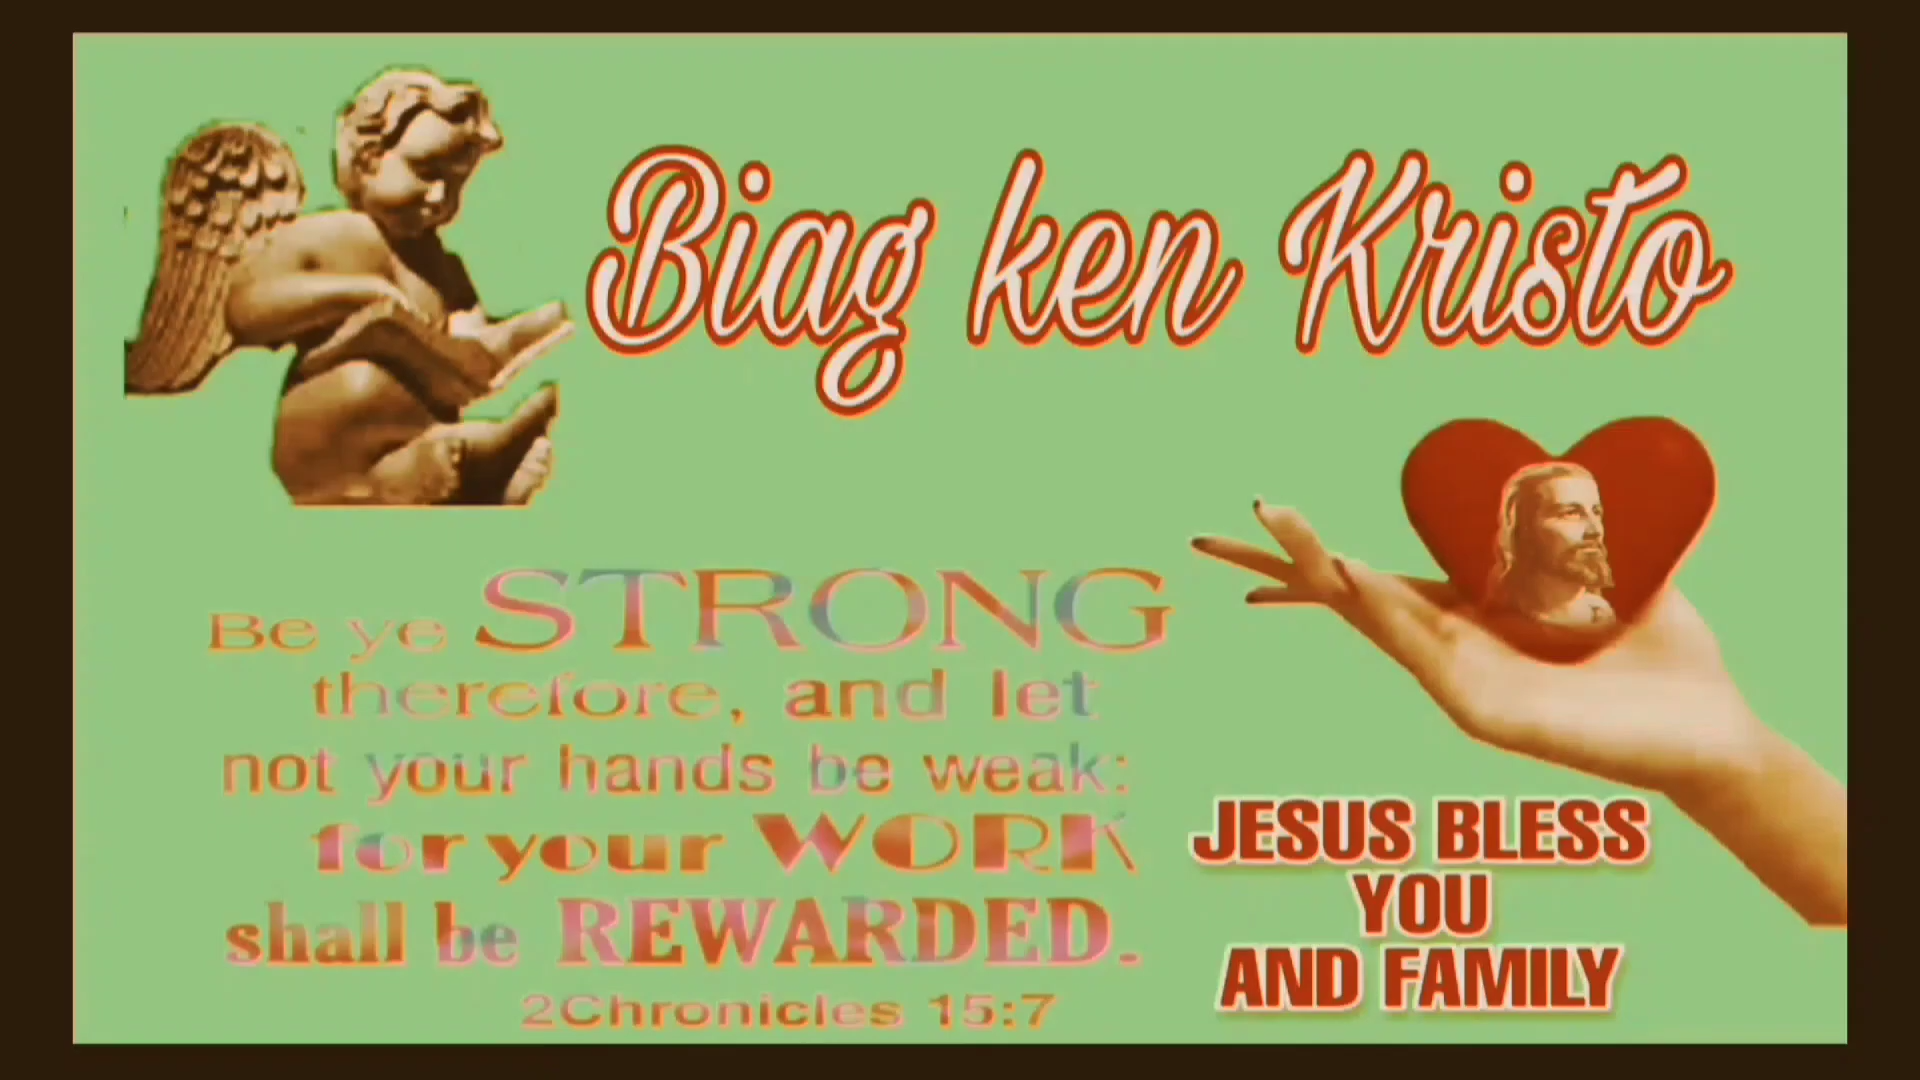 Biag ken Kristo
Be ye STRONG
therefore, and let
not your hands be weak:
for your WORK
shall be REWARDED.
2Chronicles 15:7
JESUS BLESS
YOU
AND FAMILY